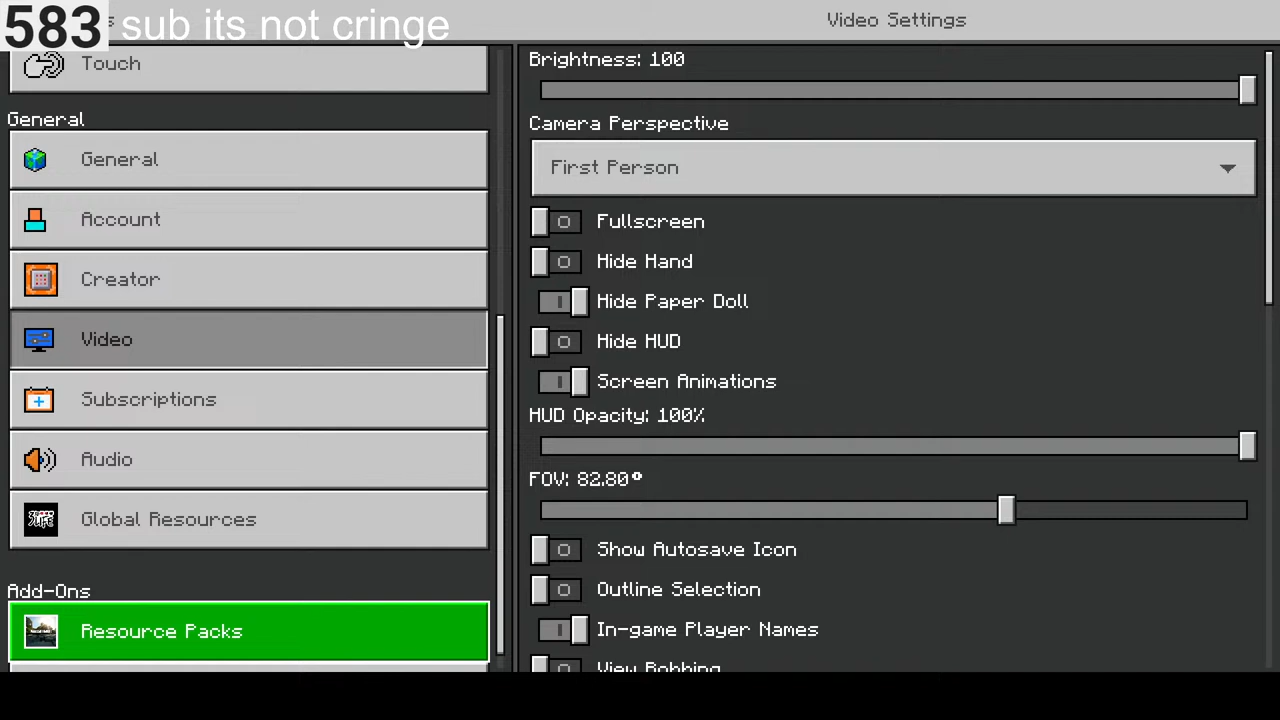 583 sub its not cringe
Video Settings
Touch
General
General
Account
Creator
Video
Subscriptions
Audio
Global Resources
Add-Ons
Resource Packs
Brightness: 100
Camera Perspective
First Person
Fullscreen
Hide Hand
Hide Paper Doll
Hide HUD
Screen Animations
HUD Opacity: 100%
FOV: 82.80°
Show Autosave Icon
Outline Selection
In-game Player Names
View Bobbing